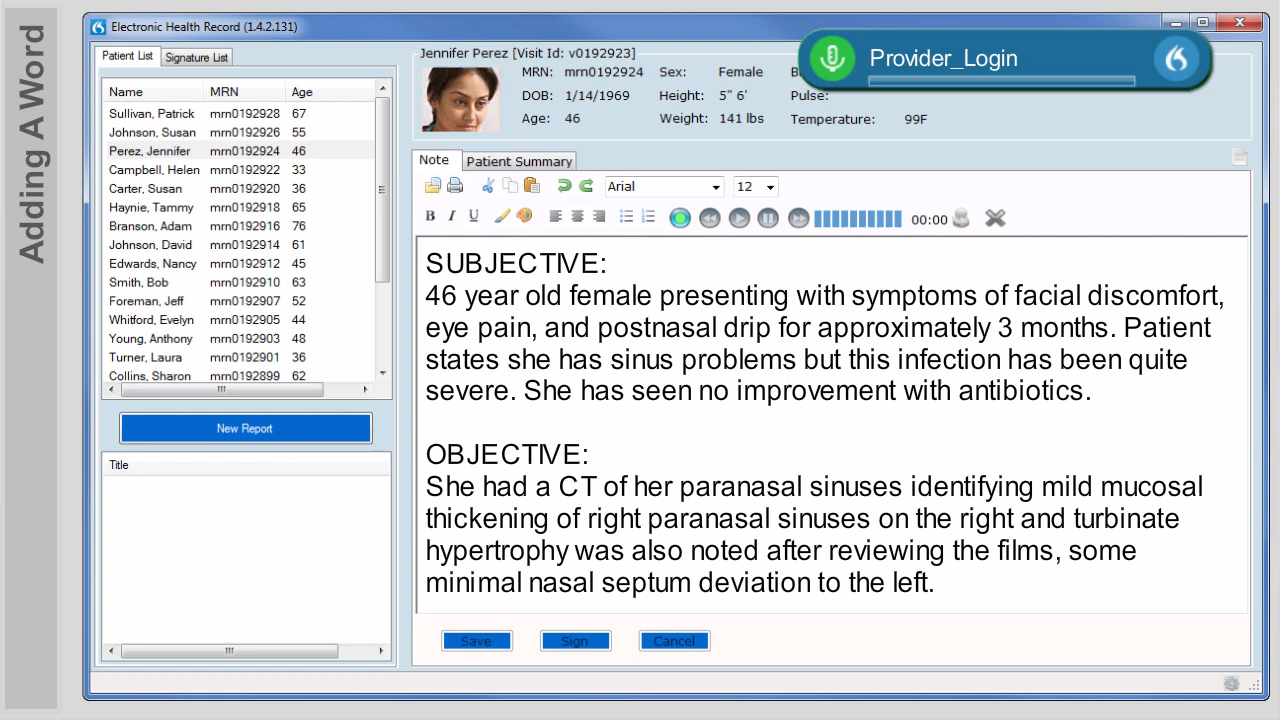 Adding A Word
Electronic Health Record (1.4.2.131)
Patient List Signature List
Name MRN Age
Sullivan, Patrick mrn0192928 67
Johnson, Susan mrn0192926 55
Perez, Jennifer mrn0192924 46
Campbell, Helen mrn0192922 33
Carter, Susan mrn0192920 36
Haynie, Tammy mrn0192918 65
Branson, Adam mrn0192916 76
Johnson, David mrn0192914 61
Edwards, Nancy mrn0192912 45
Smith, Bob mrn0192910 63
Foreman, Jeff mrn0192907 52
Whitford, Evelyn mrn0192905 44
Young, Anthony mrn0192903 48
Turner, Laura mrn0192901 36
Collins, Sharon mrn0192899 62
New Report
Title
Jennifer Perez [Visit Id: v0192923]
MRN: mrn0192924 Sex: Female
DOB: 1/14/1969 Height: 5" 6' Pulse:
Age: 46 Weight: 141 lbs Temperature: 99F
Provider_Login
Note Patient Summary
Arial 12
B I U 00:00
SUBJECTIVE:
46 year old female presenting with symptoms of facial discomfort,
eye pain, and postnasal drip for approximately 3 months. Patient
states she has sinus problems but this infection has been quite
severe. She has seen no improvement with antibiotics.
OBJECTIVE:
She had a CT of her paranasal sinuses identifying mild mucosal
thickening of right paranasal sinuses on the right and turbinate
hypertrophy was also noted after reviewing the films, some
minimal nasal septum deviation to the left.
Save Sign Cancel